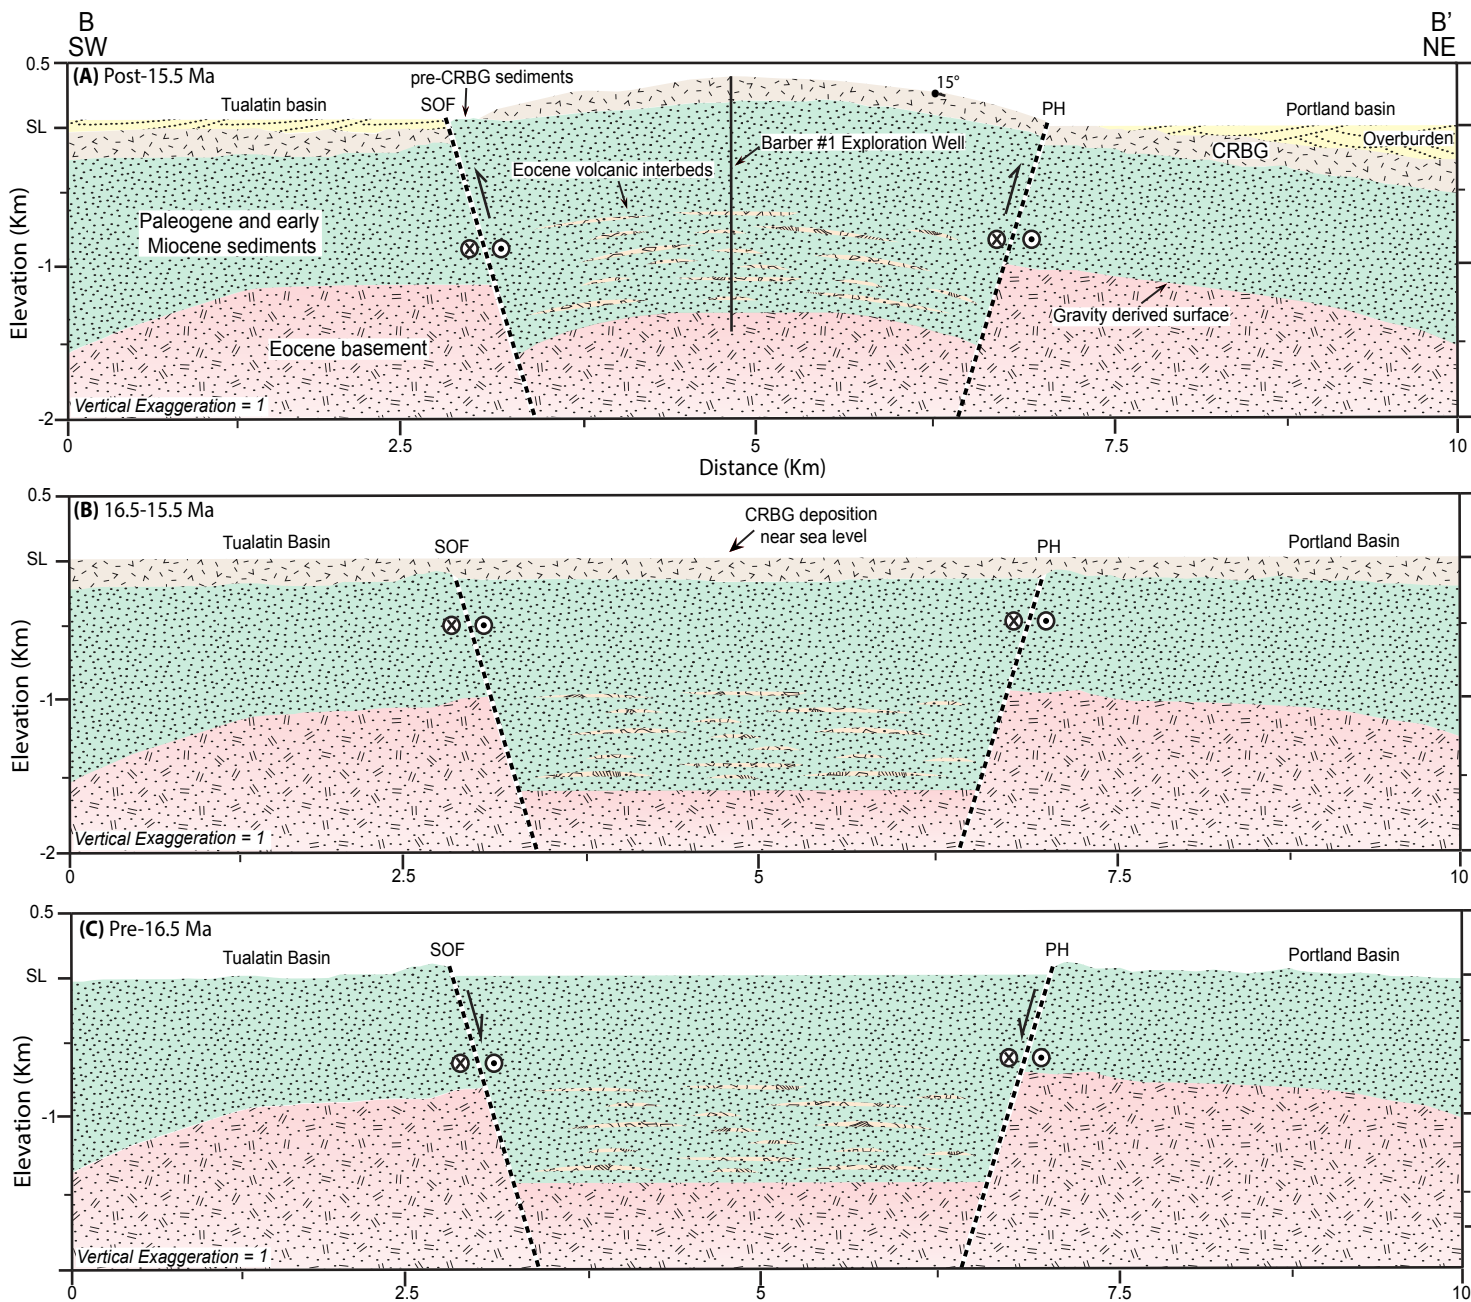 B
SW
B'
NE
0.5
(A) Post-15.5 Ma
pre-CRBG sediments
Tualatin basin
SOF
15°
PH
Portland basin
SL
Overburden
CRBG
Barber #1 Exploration Well
Eocene volcanic interbeds
Paleogene and early
Miocene sediments
Elevation (Km)
-1
Gravity derived surface
Eocene basement
Vertical Exaggeration = 1
-2
0
2.5
5
7.5
10
Distance (Km)
0.5
(B) 16.5-15.5 Ma
CRBG deposition
near sea level
Tualatin Basin
SOF
PH
Portland Basin
SL
Elevation (Km)
-1
Vertical Exaggeration = 1
-2
0
2.5
5
7.5
10
0.5
(C) Pre-16.5 Ma
Tualatin Basin
SOF
PH
Portland Basin
SL
Elevation (Km)
-1
Vertical Exaggeration = 1
0
2.5
5
7.5
10